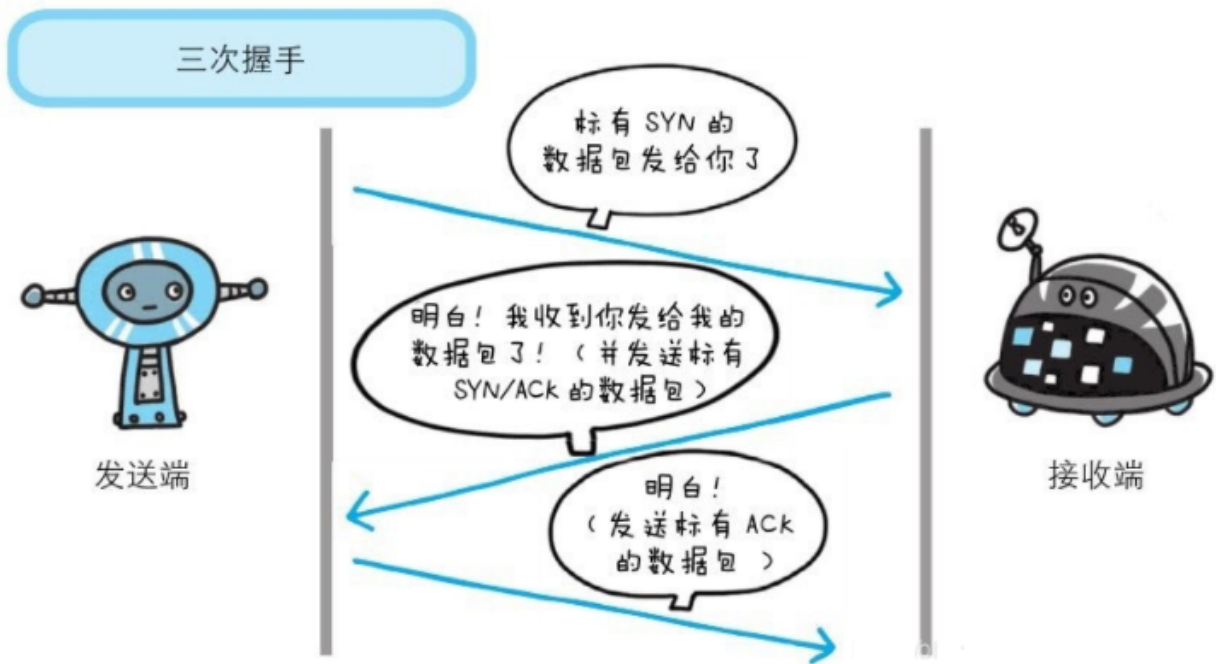 三次握手
标有 SYN 的
数据包发给你了
明白！我收到你发给我的
数据包了！（并发送标有
SYN/ACK 的数据包）
明白！
（发送标有 ACK
的数据包）
发送端
接收端